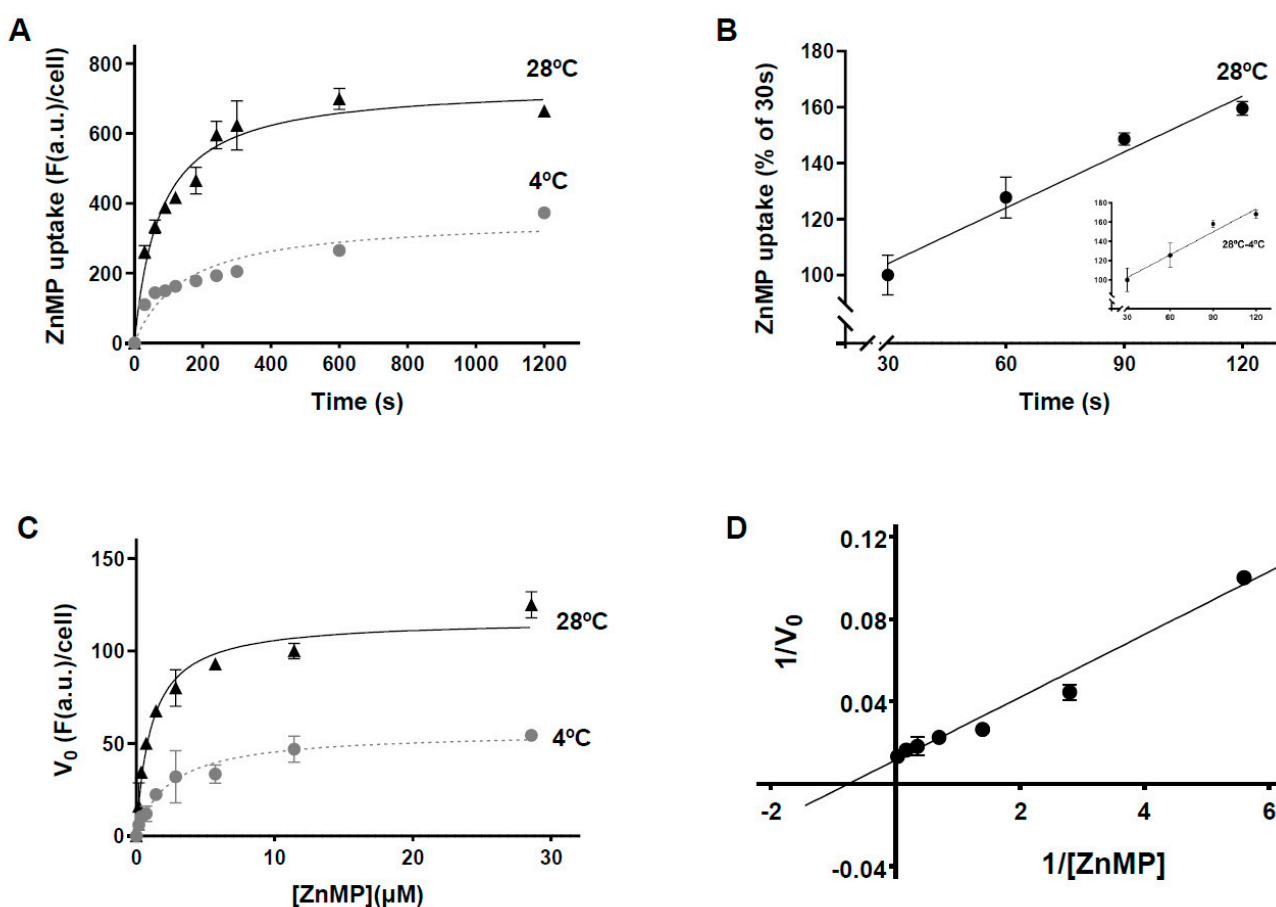 A
ZnMP uptake (F(a.u.)/cell)
800
600
400
200
0
28ºC
4ºC
0 200 400 600 800 1000 1200
Time (s)
B
ZnMP uptake (% of 30s)
180
160
140
120
100
28ºC
180
160
140
120
100
28ºC-4ºC
30 60 90 120
30 60 90 120
Time (s)
C
V0 (F(a.u.)/cell)
150
100
50
0
28ºC
4ºC
0 10 20 30
[ZnMP](µM)
D
1/V0
0.12
0.08
0.04
-0.04
-2 0 2 4 6
1/[ZnMP]